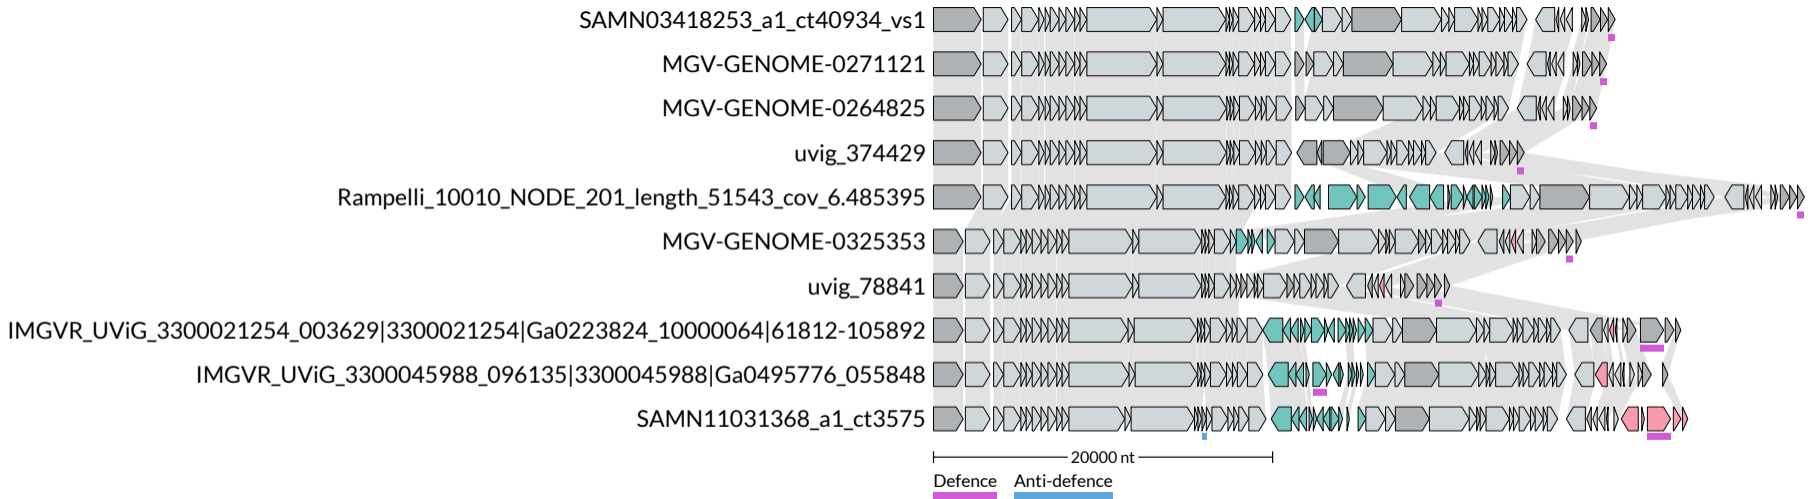 SAMN03418253_a1_ct40934_vs1
MGV-GENOME-0271121
MGV-GENOME-0264825
uvig_374429
Rampelli_10010_NODE_201_length_51543_cov_6.485395
MGV-GENOME-0325353
uvig_78841
IMGVR_UViG_3300021254_003629|3300021254|Ga0223824_10000064|61812-105892
IMGVR_UViG_3300045988_096135|3300045988|Ga0495776_055848
SAMN11031368_a1_ct3575
20000 nt
Defence Anti-defence